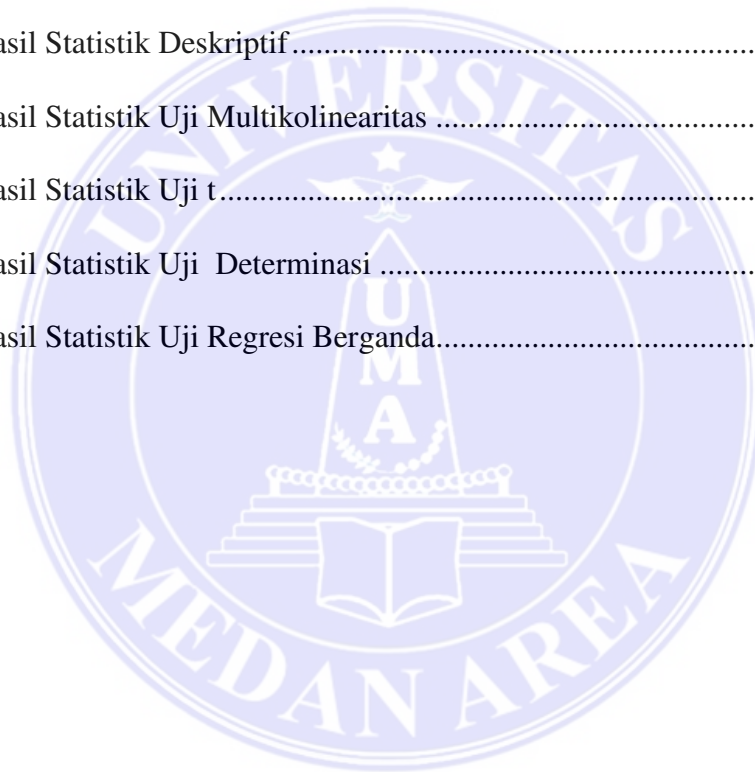 asil Statistik Deskriptif..........................................................
asil Statistik Uji Multikolinearitas ........................................
asil Statistik Uji t....................................................................
asil Statistik Uji  Determinasi ...............................................
asil Statistik Uji Regresi Berganda........................................
UNIVERSITAS
U
M
A
MEDAN AREA